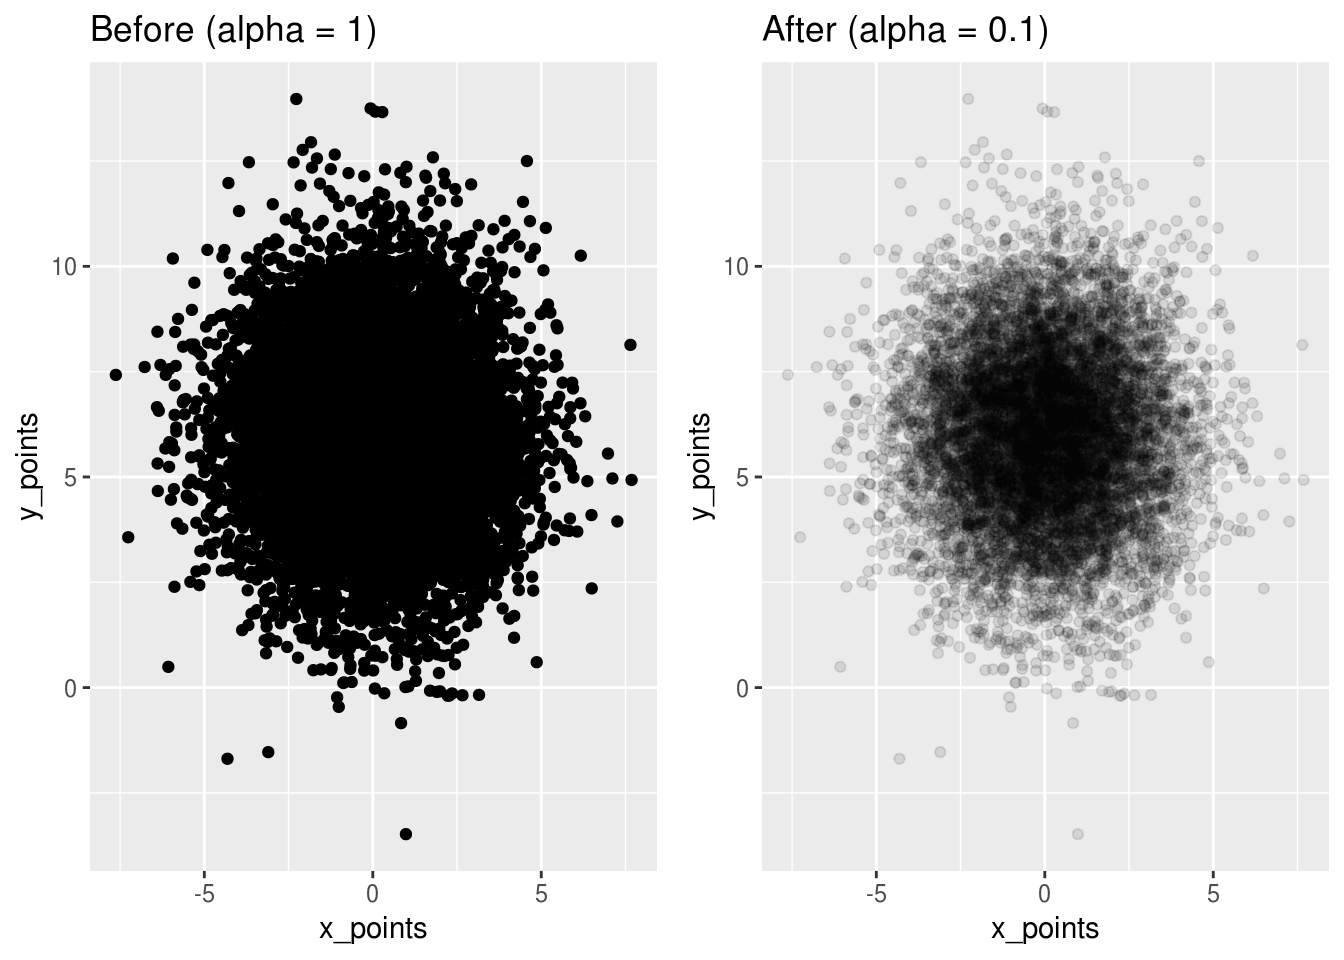 Before (alpha = 1)
y_points
10
5
0
-5 0 5
x_points
After (alpha = 0.1)
y_points
10
5
0
-5 0 5
x_points